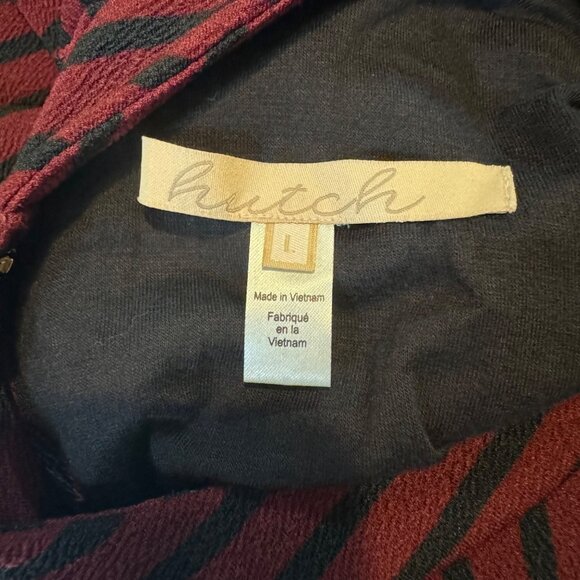 hutch
Made in Vietnam
Fabriqué
en la
Vietnam